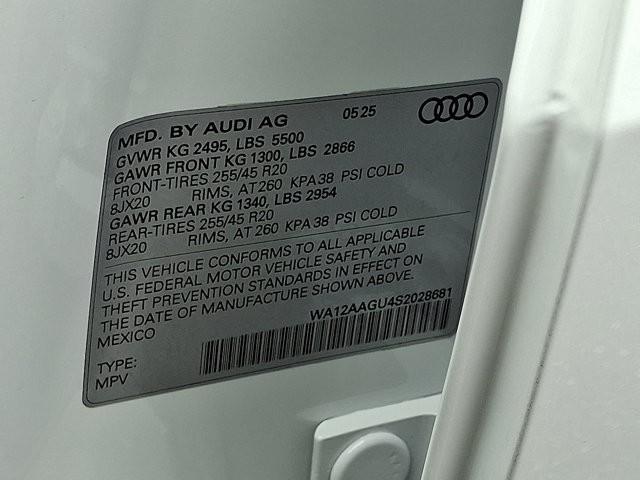 MFD. BY AUDI AG 05 25
GVWR KG 2495, LBS 5500
GAWR FRONT KG 1300, LBS 2866
FRONT-TIRES 255/45 R20
8JX20 RIMS, AT 260 KPA 38 PSI COLD
GAWR REAR KG 1340, LBS 2954
REAR-TIRES 255/45 R20
8JX20 RIMS, AT 260 KPA 38 PSI COLD
THIS VEHICLE CONFORMS TO ALL APPLICABLE
U.S. FEDERAL MOTOR VEHICLE SAFETY AND
THEFT PREVENTION STANDARDS IN EFFECT ON
THE DATE OF MANUFACTURE SHOWN ABOVE.
MEXICO
WA12AAGU4S2028681
TYPE:
MPV